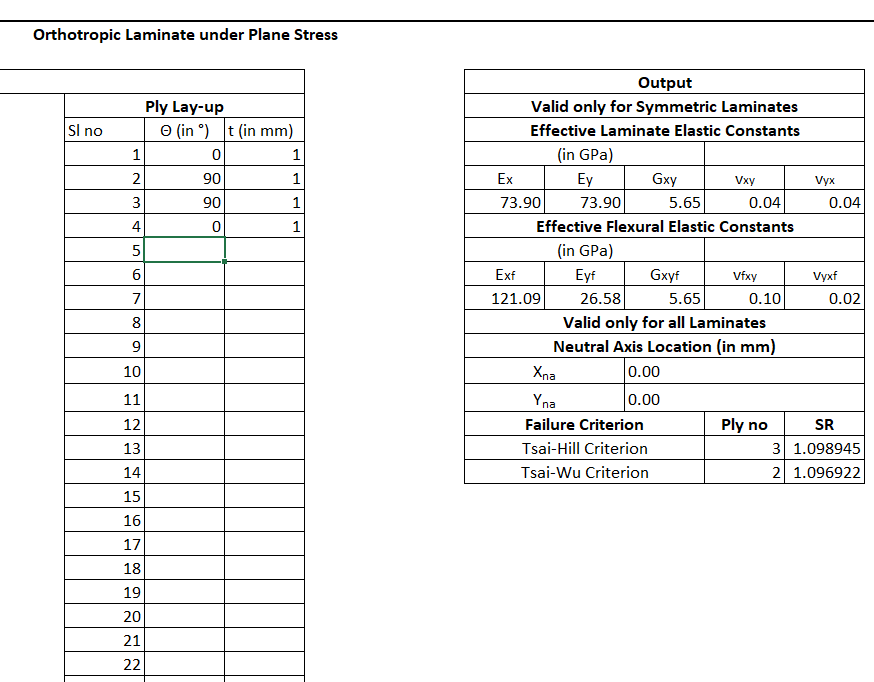 Orthotropic Laminate under Plane Stress
Ply Lay-up
Sl no Θ (in °) t (in mm)
1 0 1
2 90 1
3 90 1
4 0 1
5
6
7
8
9
10
11
12
13
14
15
16
17
18
19
20
21
22
Output
Valid only for Symmetric Laminates
Effective Laminate Elastic Constants
(in GPa)
Ex Ey Gxy Vxy Vyx
73.90 73.90 5.65 0.04 0.04
Effective Flexural Elastic Constants
(in GPa)
Exf Eyf Gxyf Vfxy Vyxf
121.09 26.58 5.65 0.10 0.02
Valid only for all Laminates
Neutral Axis Location (in mm)
Xna 0.00
Yna 0.00
Failure Criterion Ply no SR
Tsai-Hill Criterion 3 1.098945
Tsai-Wu Criterion 2 1.096922